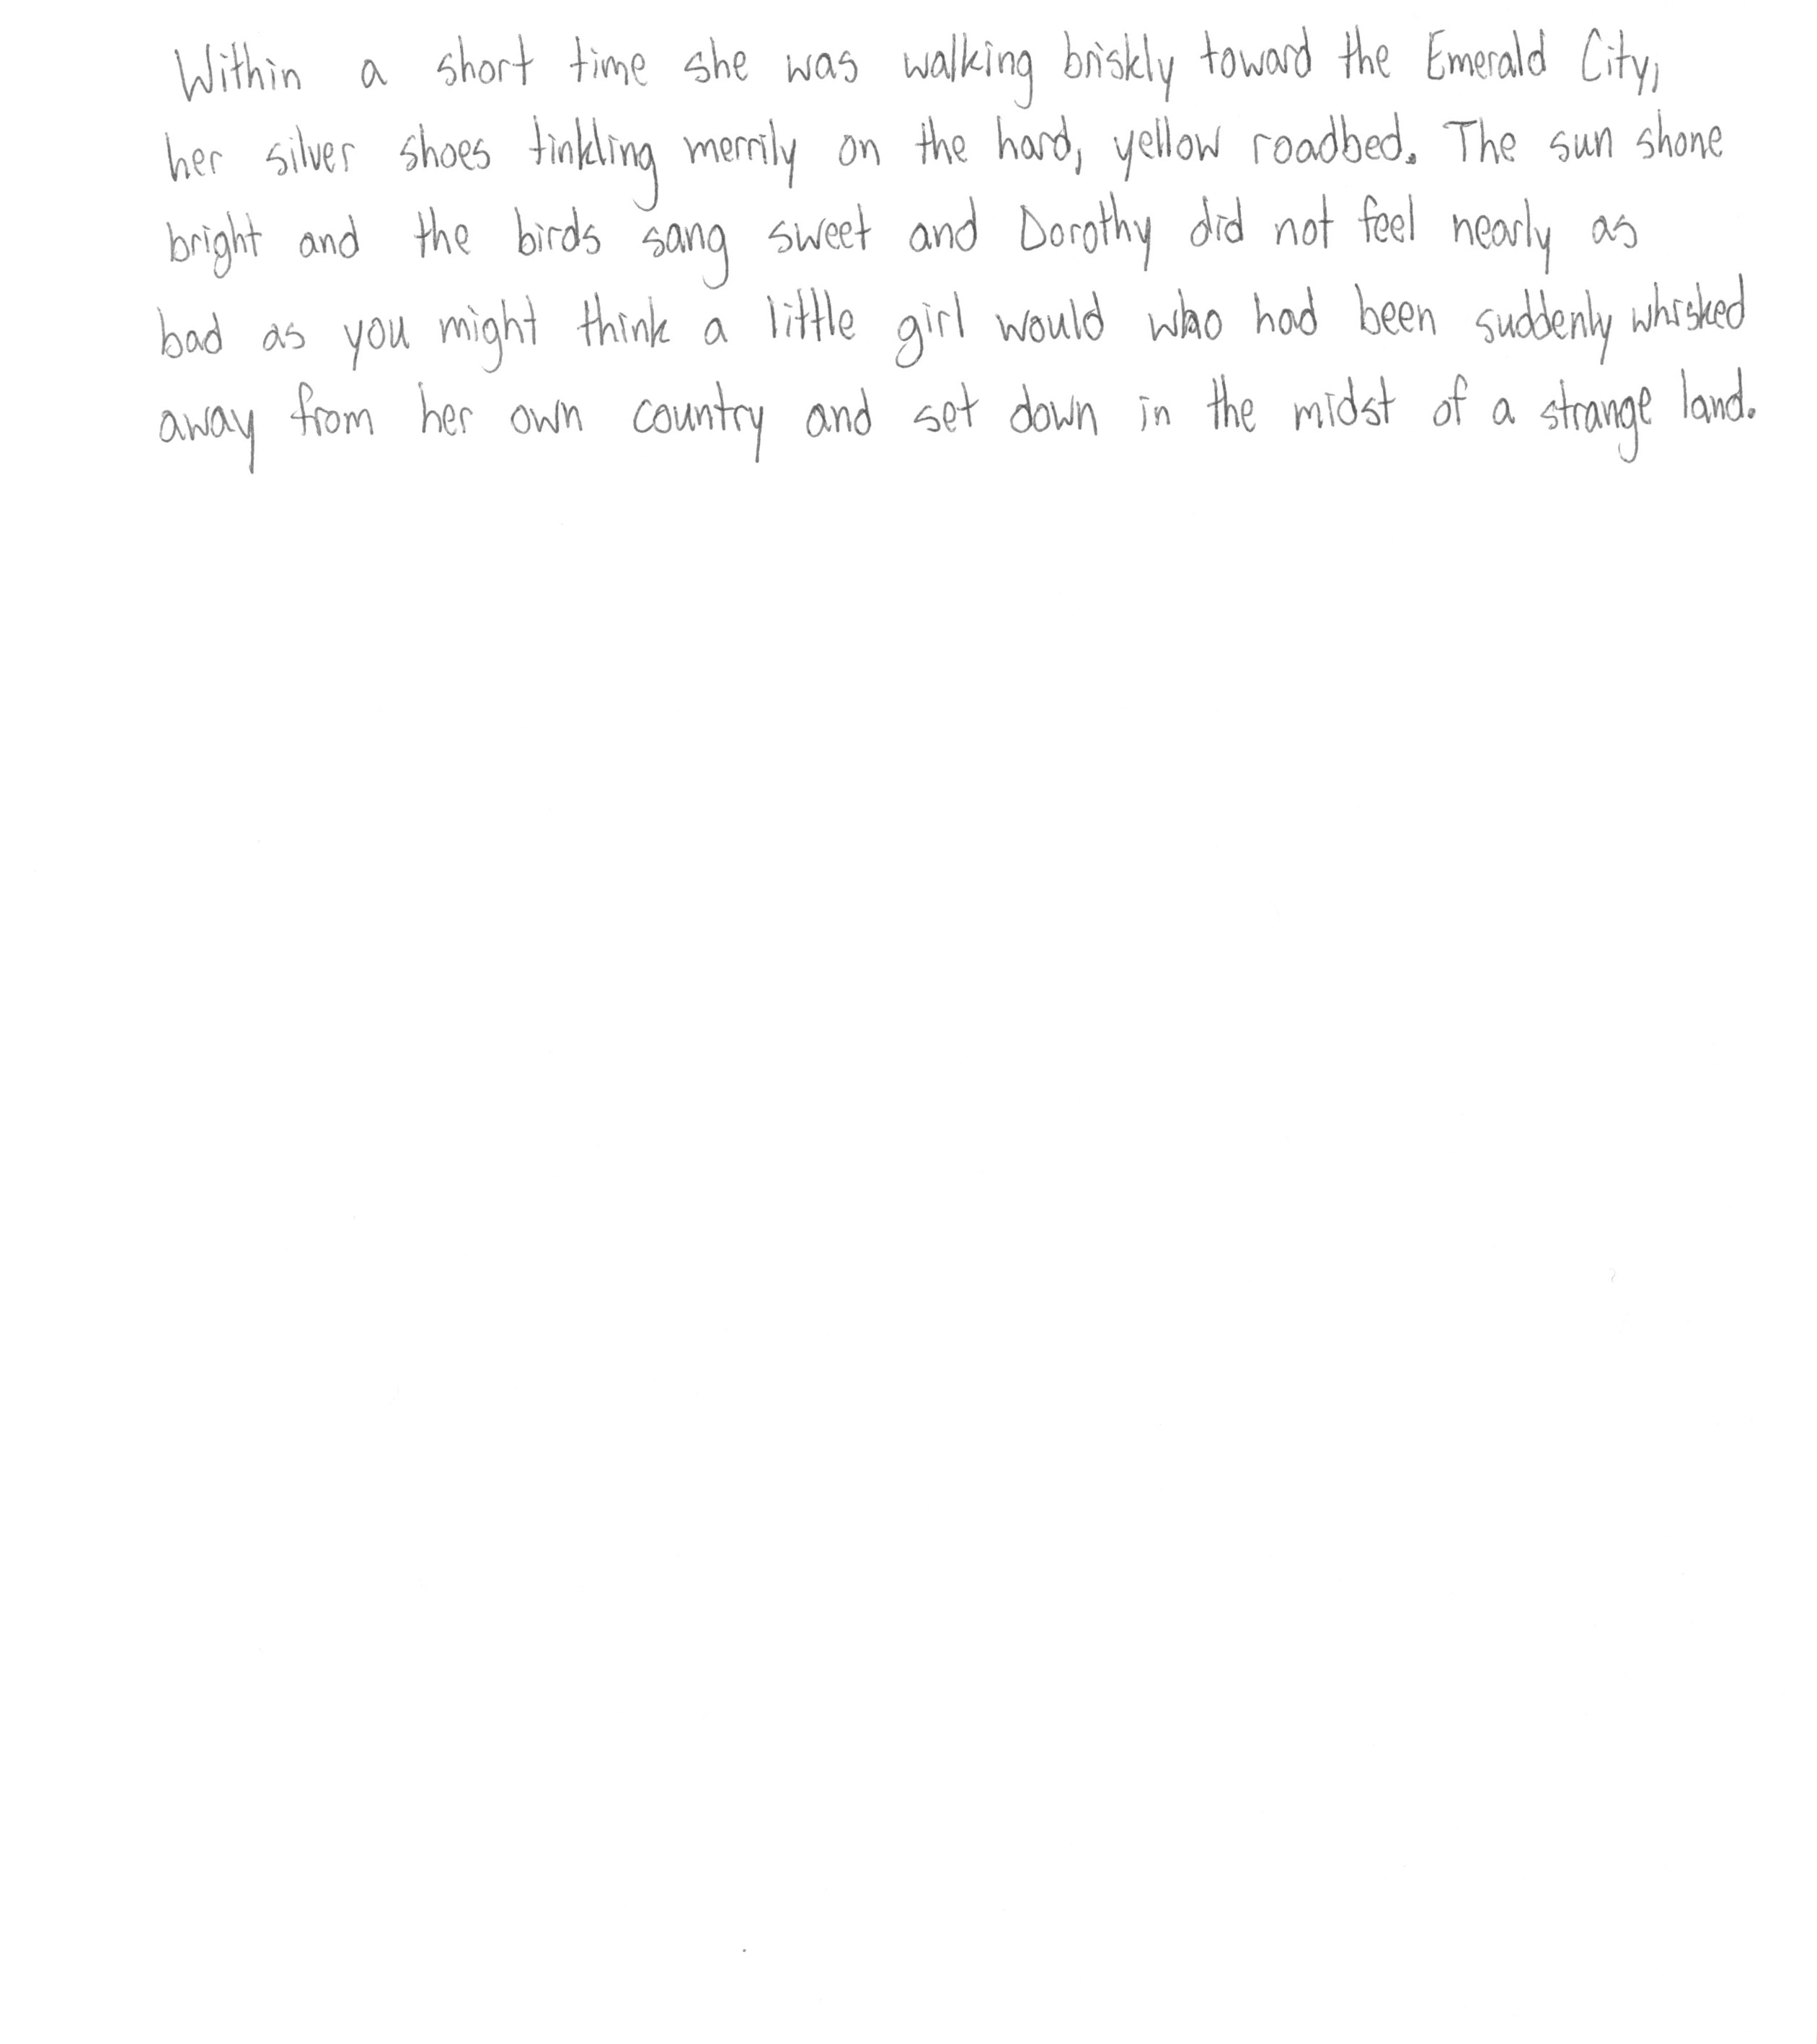 Within a short time she was walking briskly toward the Emerald City,
her silver shoes tinkling merrily on the hard, yellow roadbed. The sun shone
bright and the birds sang sweet and Dorothy did not feel nearly as
bad as you might think a little girl would who had been suddenly whisked
away from her own country and set down in the midst of a strange land.